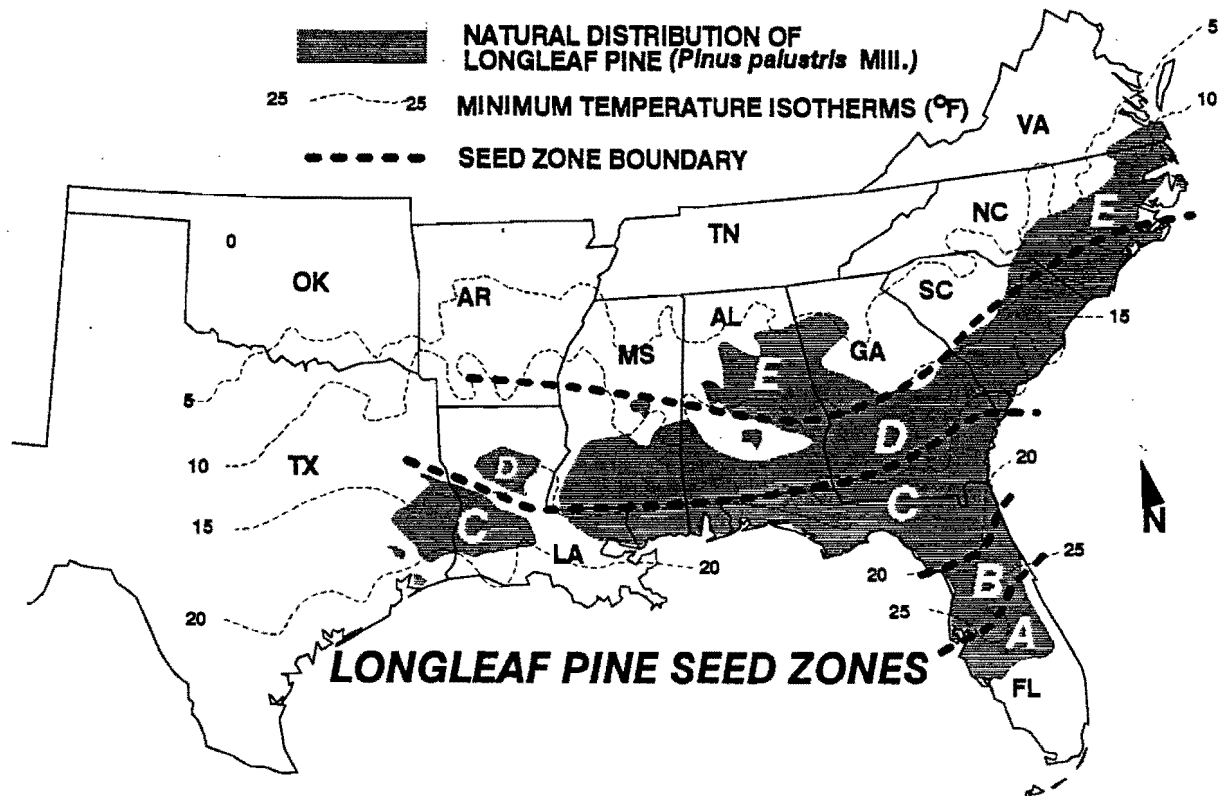 NATURAL DISTRIBUTION OF
LONGLEAF PINE (Pinus palustris Mill.)
25 25 MINIMUM TEMPERATURE ISOTHERMS (°F)
SEED ZONE BOUNDARY
5
10
VA
E
NC
TN
0
OK
AR
SC
15
AL
MS
GA
E
5
D
10
TX
D
20
C
15
C
N
LA
20
25
20
B
25
20
A
LONGLEAF PINE SEED ZONES
FL